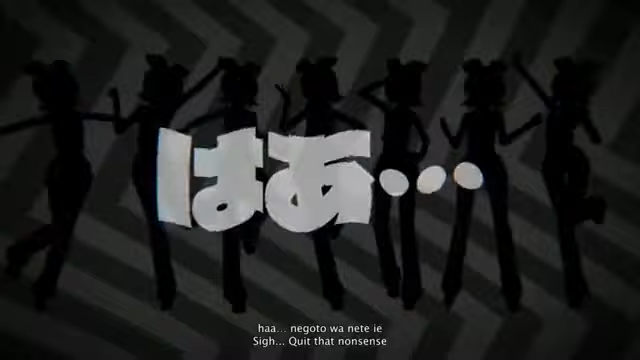 はあ…
haa... negoto wa nete ie
Sigh... Quit that nonsense